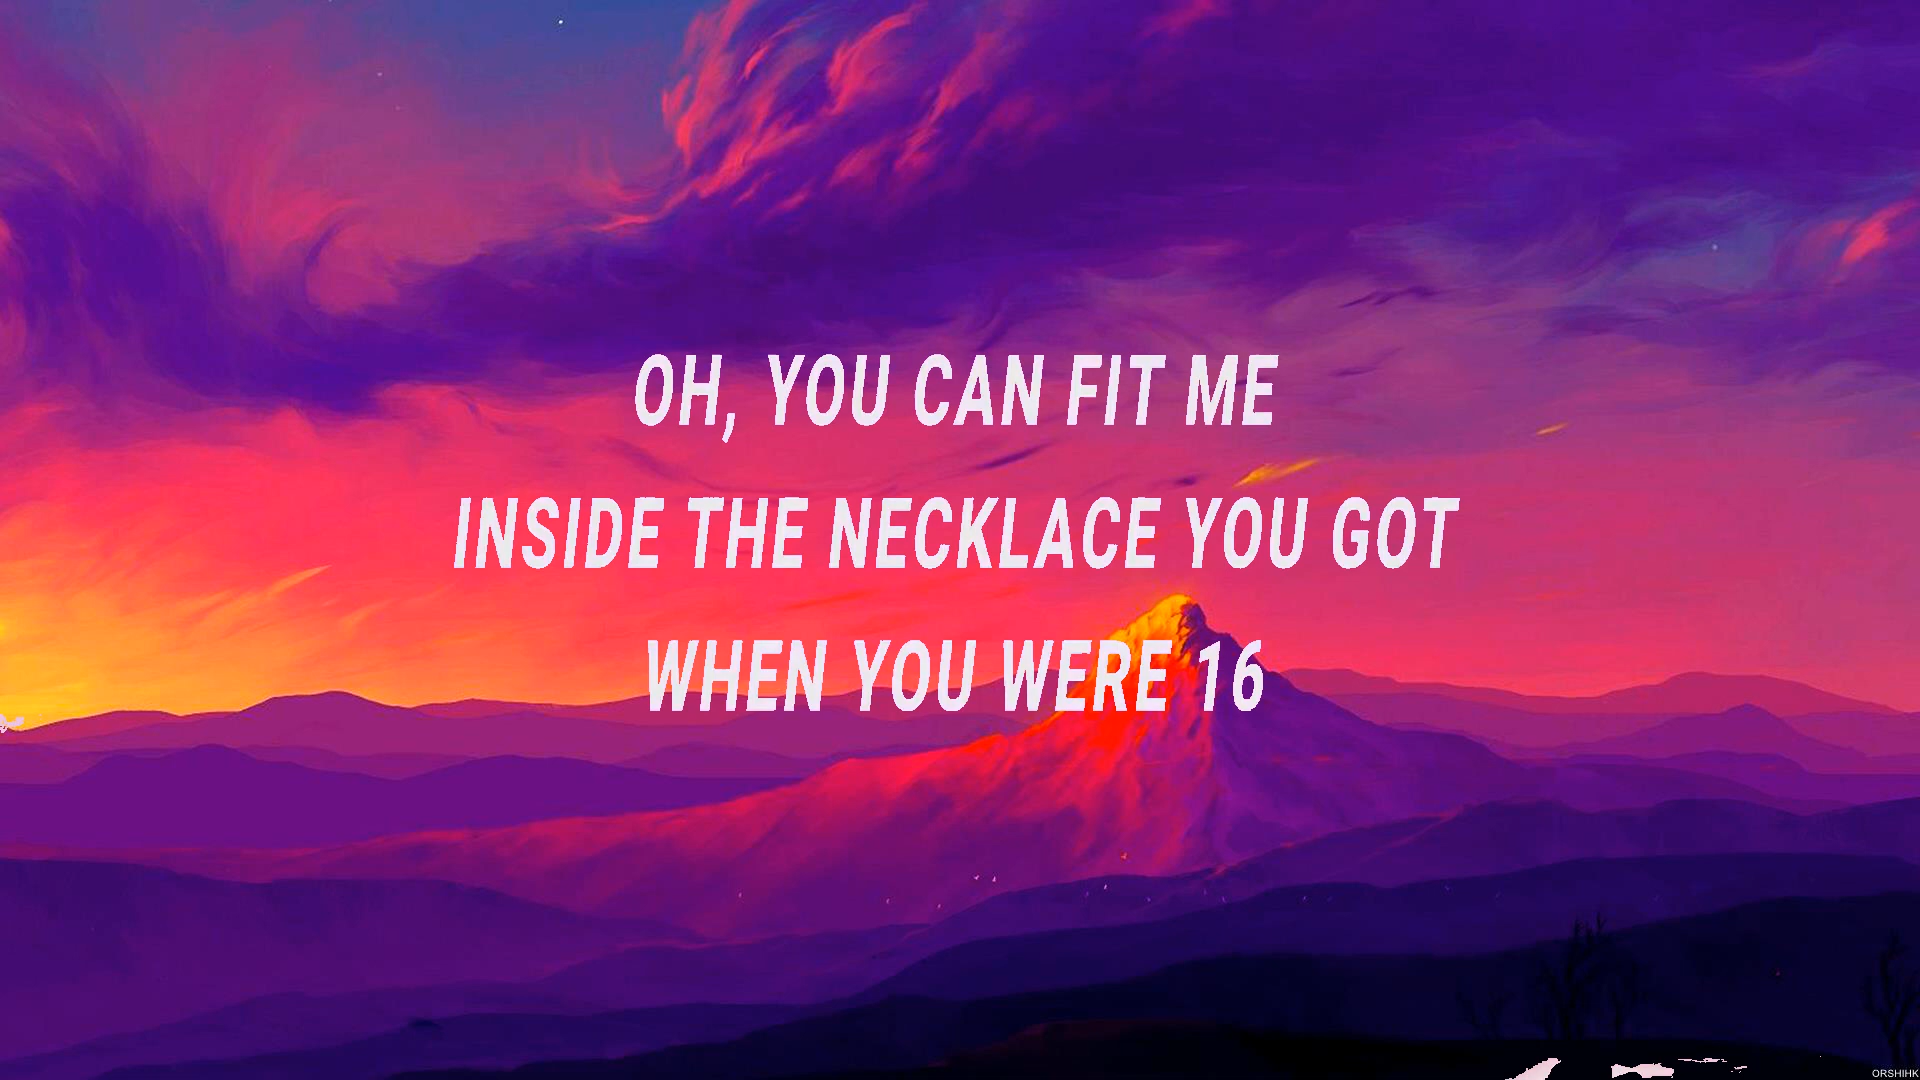 OH, YOU CAN FIT ME
INSIDE THE NECKLACE YOU GOT
WHEN YOU WERE 16
ORSHIHK